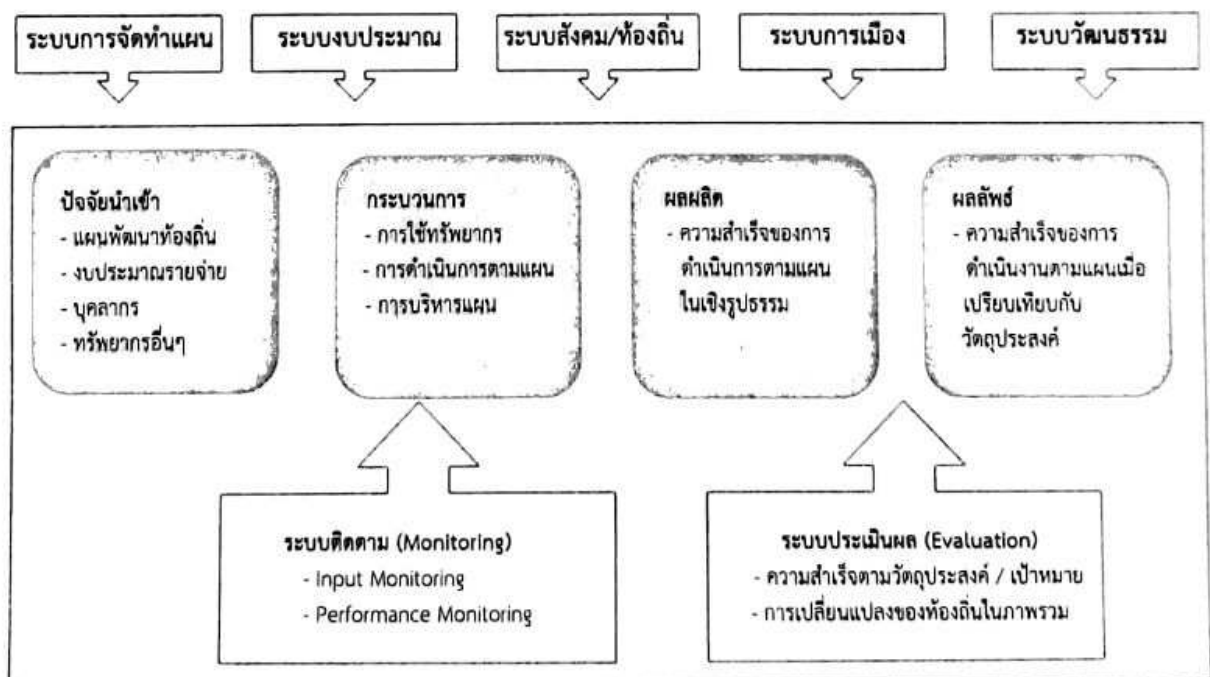 ระบบการจัดทำแผน
ระบบงบประมาณ
ระบบสังคม/ท้องถิ่น
ระบบการเมือง
ระบบวัฒนธรรม
ปัจจัยนำเข้า
- แผนพัฒนาท้องถิ่น
- งบประมาณรายจ่าย
- บุคลากร
- ทรัพยากรอื่นๆ
กระบวนการ
- การใช้ทรัพยากร
- การดำเนินการตามแผน
- การบริหารแผน
ผลผลิต
- ความสำเร็จของการ
ดำเนินการตามแผน
ในเชิงรูปธรรม
ผลลัพธ์
- ความสำเร็จของการ
ดำเนินงานตามแผนเมื่อ
เปรียบเทียบกับ
วัตถุประสงค์
ระบบติดตาม (Monitoring)
- Input Monitoring
- Performance Monitoring
ระบบประเมินผล (Evaluation)
- ความสำเร็จตามวัตถุประสงค์ / เป้าหมาย
- การเปลี่ยนแปลงของท้องถิ่นในภาพรวม